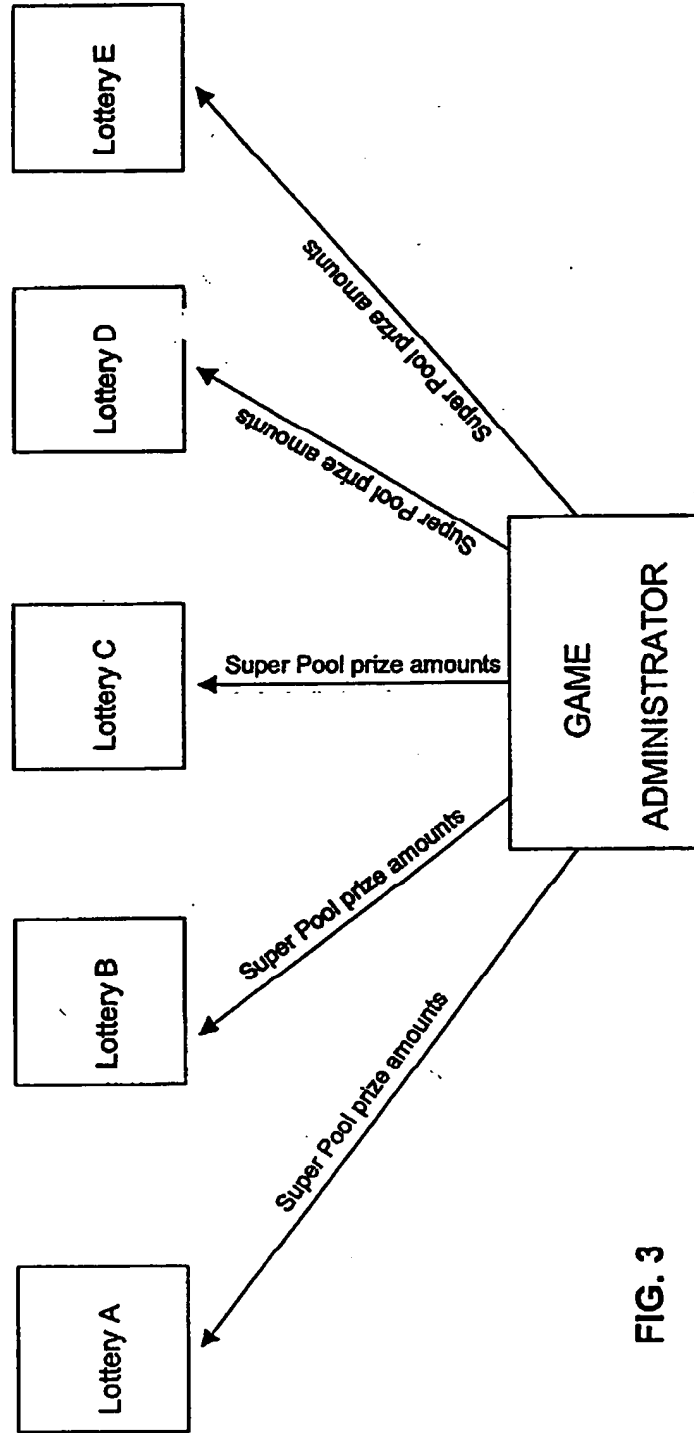 Lottery A
Lottery B
Lottery C
Lottery D
Lottery E
Super Pool prize amounts
Super Pool prize amounts
Super Pool prize amounts
Super Pool prize amounts
Super Pool prize amounts
GAME
ADMINISTRATOR
FIG. 3